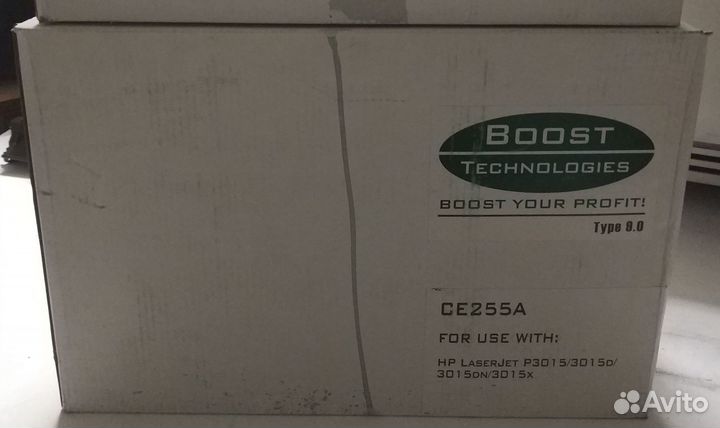 BOOST
TECHNOLOGIES
BOOST YOUR PROFIT!
Type 9.0
CE255A
FOR USE WITH:
HP LASERJET P3015/3015D/
3015DN/3015X
Avito